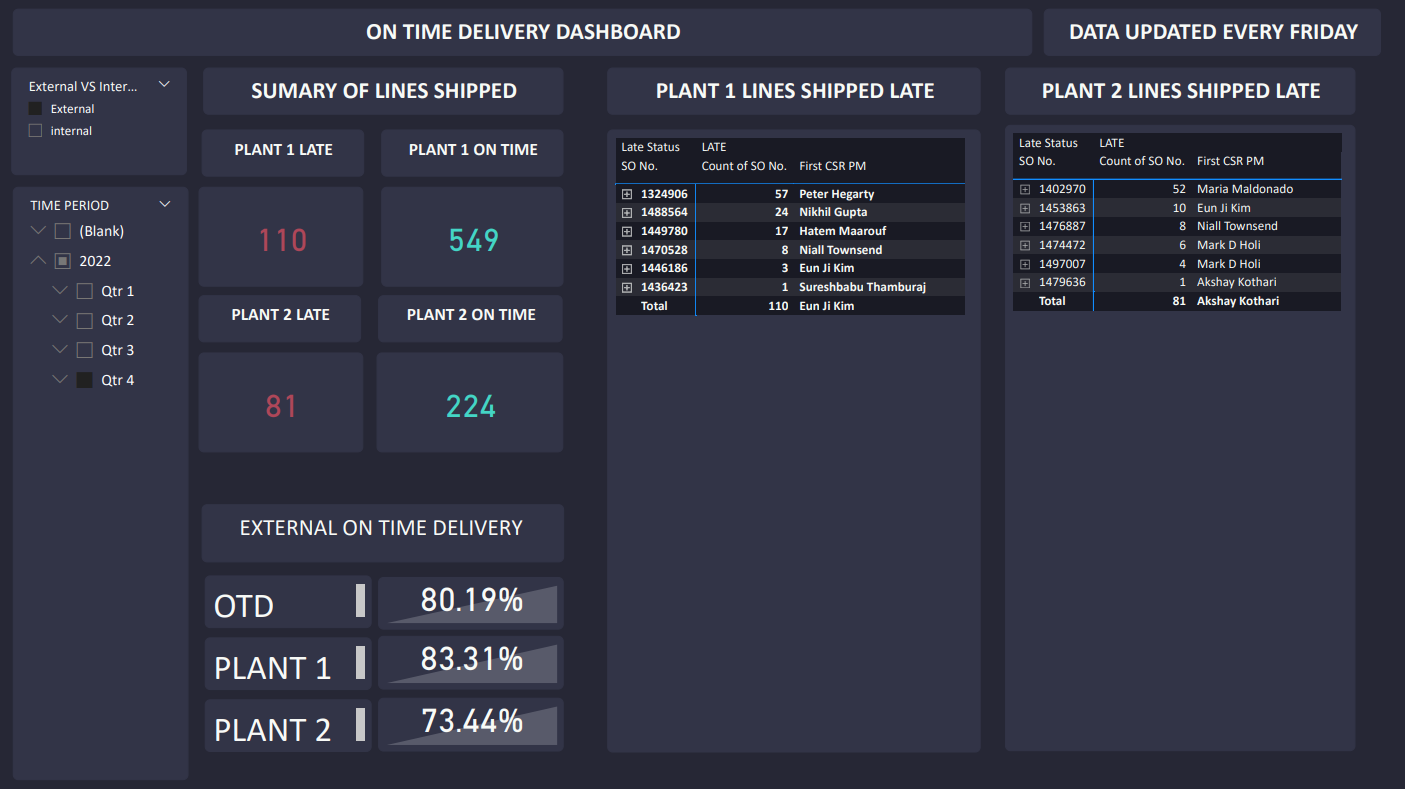 ON TIME DELIVERY DASHBOARD
DATA UPDATED EVERY FRIDAY
External VS Inter...
External
internal
TIME PERIOD
(Blank)
2022
Qtr 1
Qtr 2
Qtr 3
Qtr 4
SUMARY OF LINES SHIPPED
PLANT 1 LATE
PLANT 1 ON TIME
110
549
PLANT 2 LATE
PLANT 2 ON TIME
81
224
EXTERNAL ON TIME DELIVERY
OTD 80.19%
PLANT 1 83.31%
PLANT 2 73.44%
PLANT 1 LINES SHIPPED LATE
Late Status LATE
SO No. Count of SO No. First CSR PM
1324906 57 Peter Hegarty
1488564 24 Nikhil Gupta
1449780 17 Hatem Maarouf
1470528 8 Niall Townsend
1446186 3 Eun Ji Kim
1436423 1 Sureshbabu Thamburaj
Total 110 Eun Ji Kim
PLANT 2 LINES SHIPPED LATE
Late Status LATE
SO No. Count of SO No. First CSR PM
1402970 52 Maria Maldonado
1453863 10 Eun Ji Kim
1476887 8 Niall Townsend
1474472 6 Mark D Holi
1497007 4 Mark D Holi
1479636 1 Akshay Kothari
Total 81 Akshay Kothari